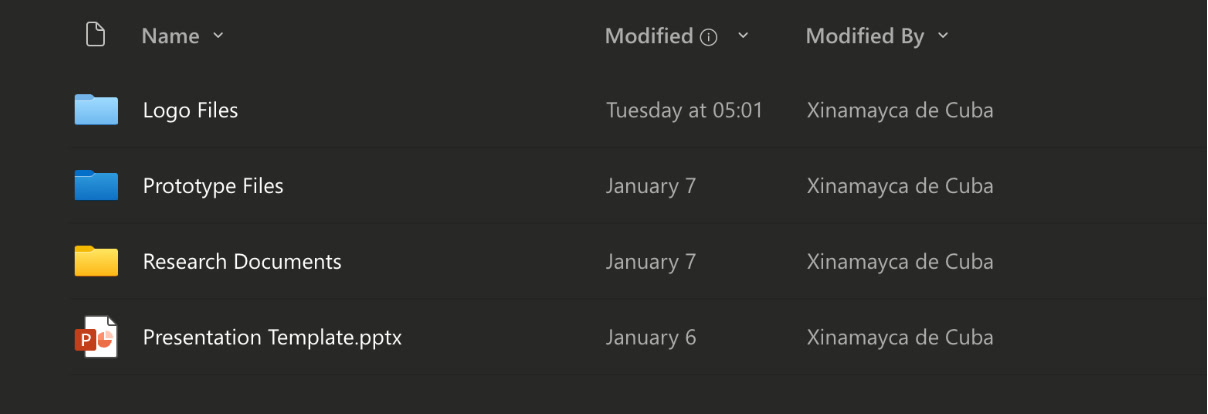 Name Modified Modified By
Logo Files Tuesday at 05:01 Xinamayca de Cuba
Prototype Files January 7 Xinamayca de Cuba
Research Documents January 7 Xinamayca de Cuba
P Presentation Template.pptx January 6 Xinamayca de Cuba